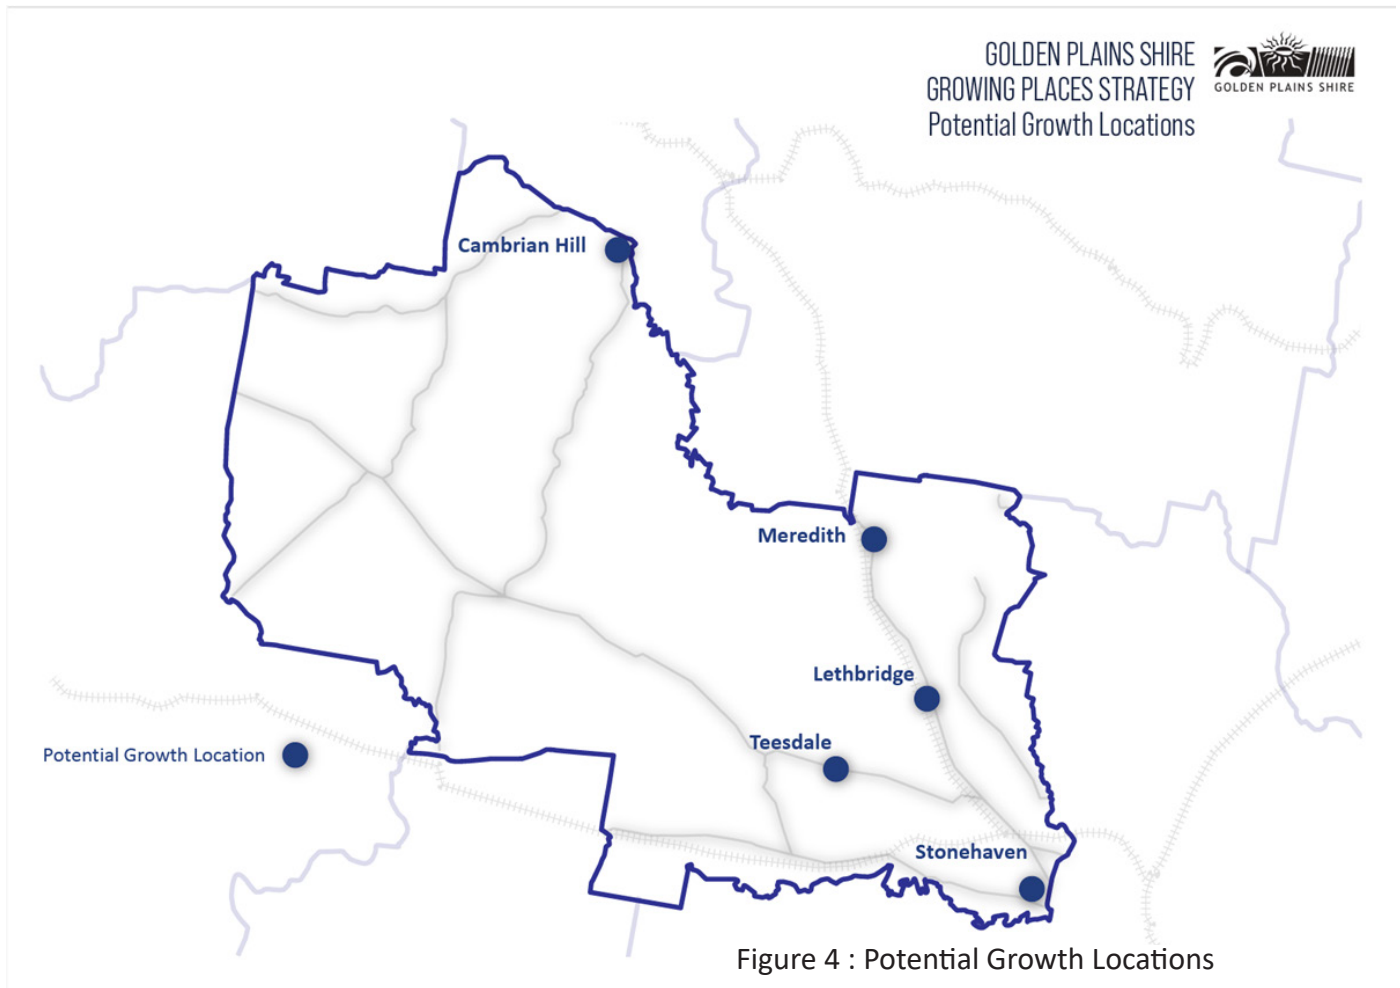 GOLDEN PLAINS SHIRE
GROWING PLACES STRATEGY
Potential Growth Locations
GOLDEN PLAINS SHIRE
Cambrian Hill
Meredith
Lethbridge
Teesdale
Potential Growth Location
Stonehaven
Figure 4 : Potential Growth Locations